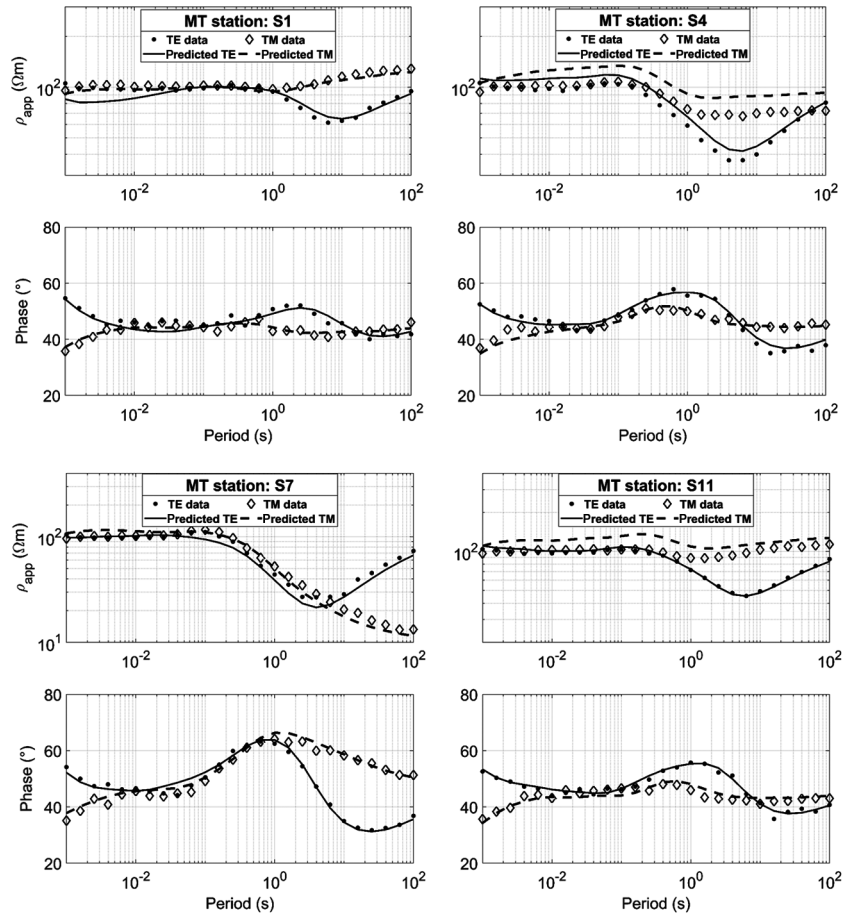 MT station: S1
TE data TM data
Predicted TE Predicted TM
ρapp (Ωm)
10²
10⁻² 10⁰ 10²
Phase (°)
80
60
40
20
10⁻² 10⁰ 10²
Period (s)
MT station: S4
TE data TM data
Predicted TE Predicted TM
10²
10⁻² 10⁰ 10²
80
60
40
20
10⁻² 10⁰ 10²
Period (s)
MT station: S7
TE data TM data
Predicted TE Predicted TM
ρapp (Ωm)
10²
10¹
10⁻² 10⁰ 10²
Phase (°)
80
60
40
20
10⁻² 10⁰ 10²
Period (s)
MT station: S11
TE data TM data
Predicted TE Predicted TM
10²
10⁻² 10⁰ 10²
80
60
40
20
10⁻² 10⁰ 10²
Period (s)